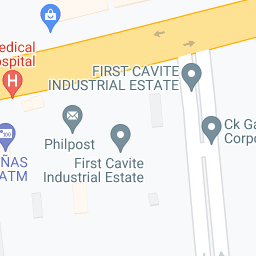 edical
ospital
H
FIRST CAVITE
INDUSTRIAL ESTATE
Ck Ga
Corpo
Philpost
First Cavite
Industrial Estate
ÑAS
ATM